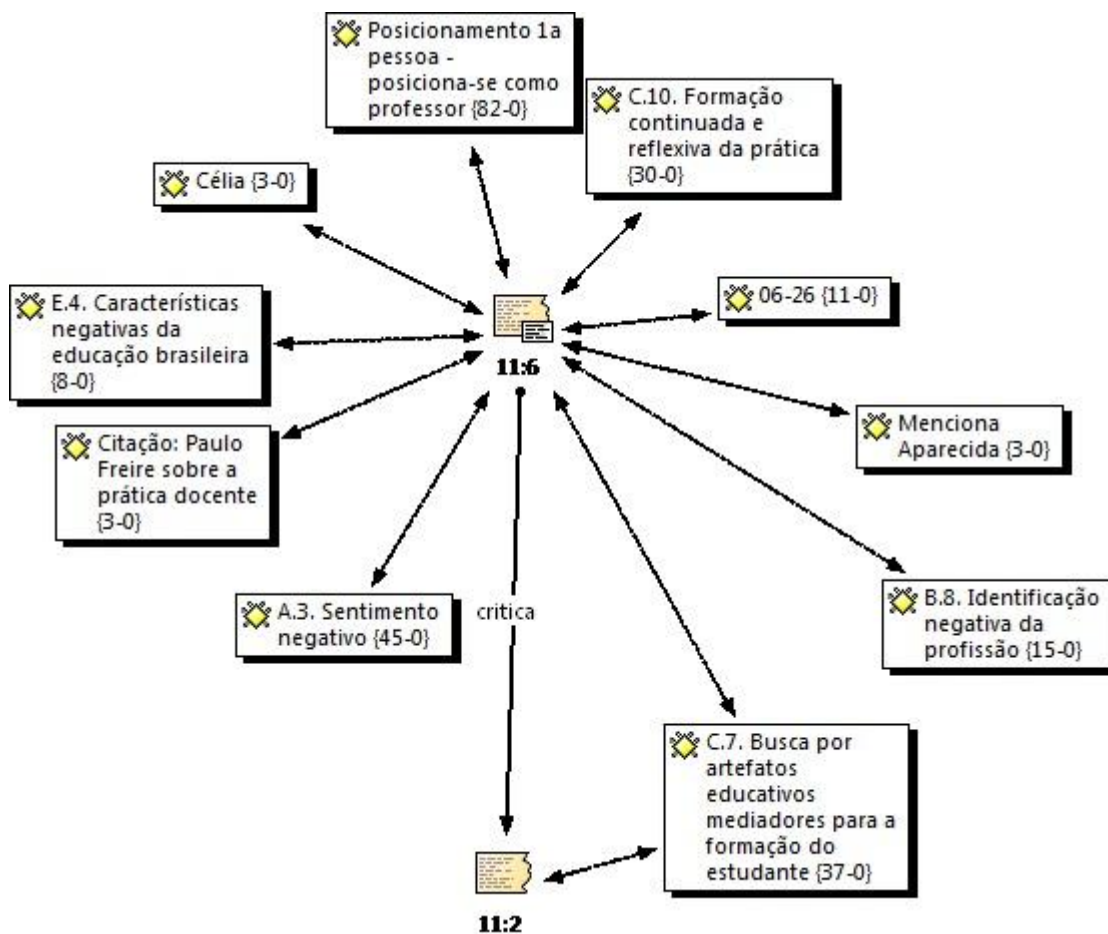 Posicionamento 1a
pessoa -
posiciona-se como
professor {82-0}
C.10. Formação
continuada e
reflexiva da prática
{30-0}
Célia {3-0}
06-26 {11-0}
E.4. Características
negativas da
educação brasileira
{8-0}
11:6
Menciona
Aparecida {3-0}
Citação: Paulo
Freire sobre a
prática docente
{3-0}
B.8. Identificação
negativa da
profissão {15-0}
A.3. Sentimento
negativo {45-0}
critica
C.7. Busca por
artefatos
educativos
mediadores para a
formação do
estudante {37-0}
11:2